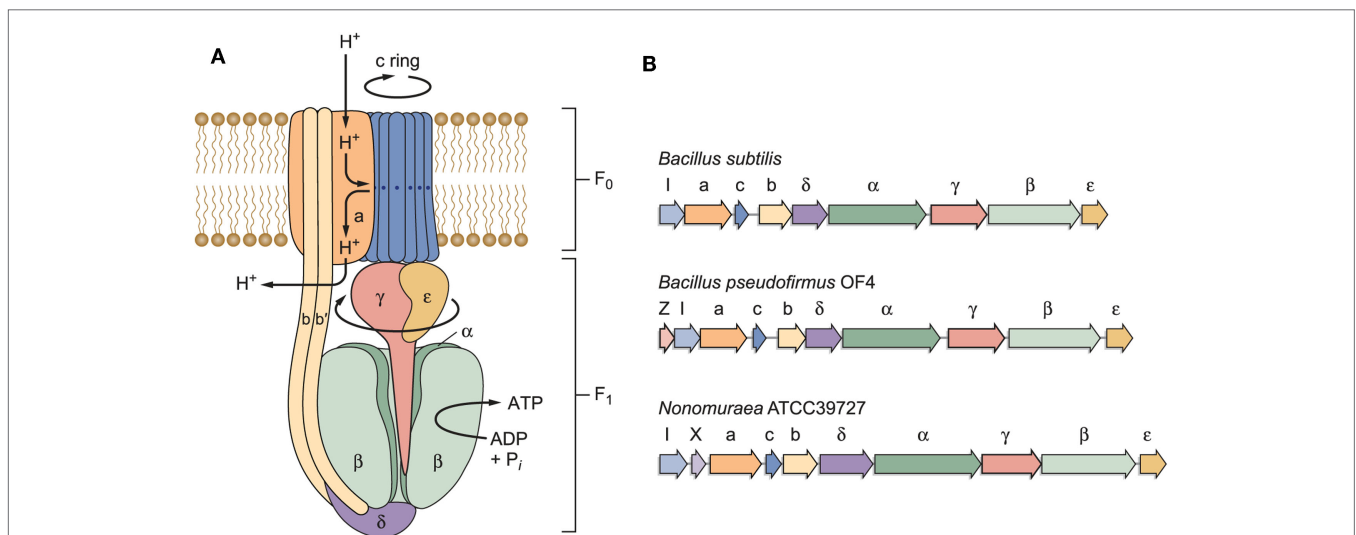 A
H⁺
c ring
H⁺
a
H⁺
H⁺
F₀
γ
ε
b b′
α
β
β
ATP
ADP
+ Pᵢ
F₁
δ
B
Bacillus subtilis
I a c b δ α γ β ε
Bacillus pseudofirmus OF4
Z I a c b δ α γ β ε
Nonomuraea ATCC39727
I X a c b δ α γ β ε